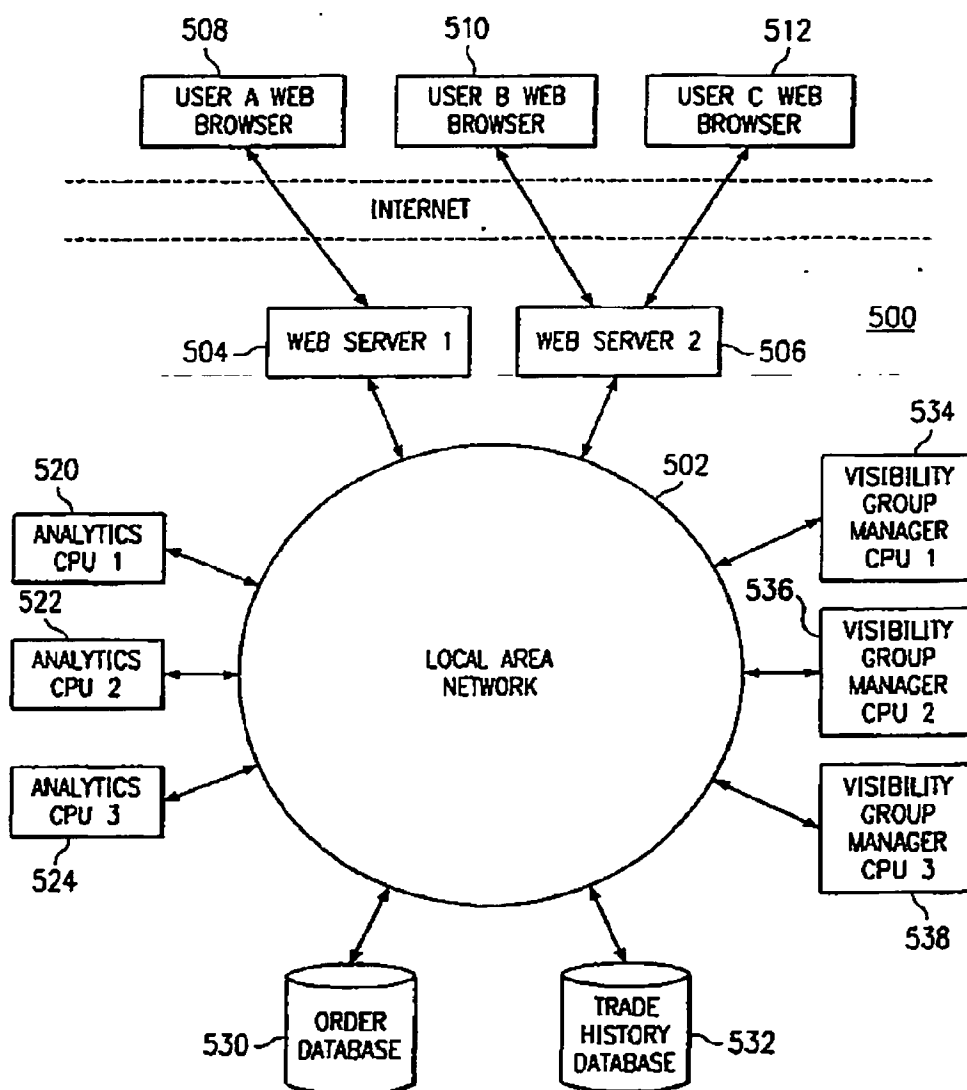 508
510
512
USER A WEB
BROWSER
USER B WEB
BROWSER
USER C WEB
BROWSER
INTERNET
500
504
WEB SERVER 1
WEB SERVER 2
506
502
534
520
ANALYTICS
CPU 1
VISIBILITY
GROUP
MANAGER
CPU 1
522
ANALYTICS
CPU 2
LOCAL AREA
NETWORK
536
VISIBILITY
GROUP
MANAGER
CPU 2
ANALYTICS
CPU 3
524
VISIBILITY
GROUP
MANAGER
CPU 3
538
530
ORDER
DATABASE
TRADE
HISTORY
DATABASE
532